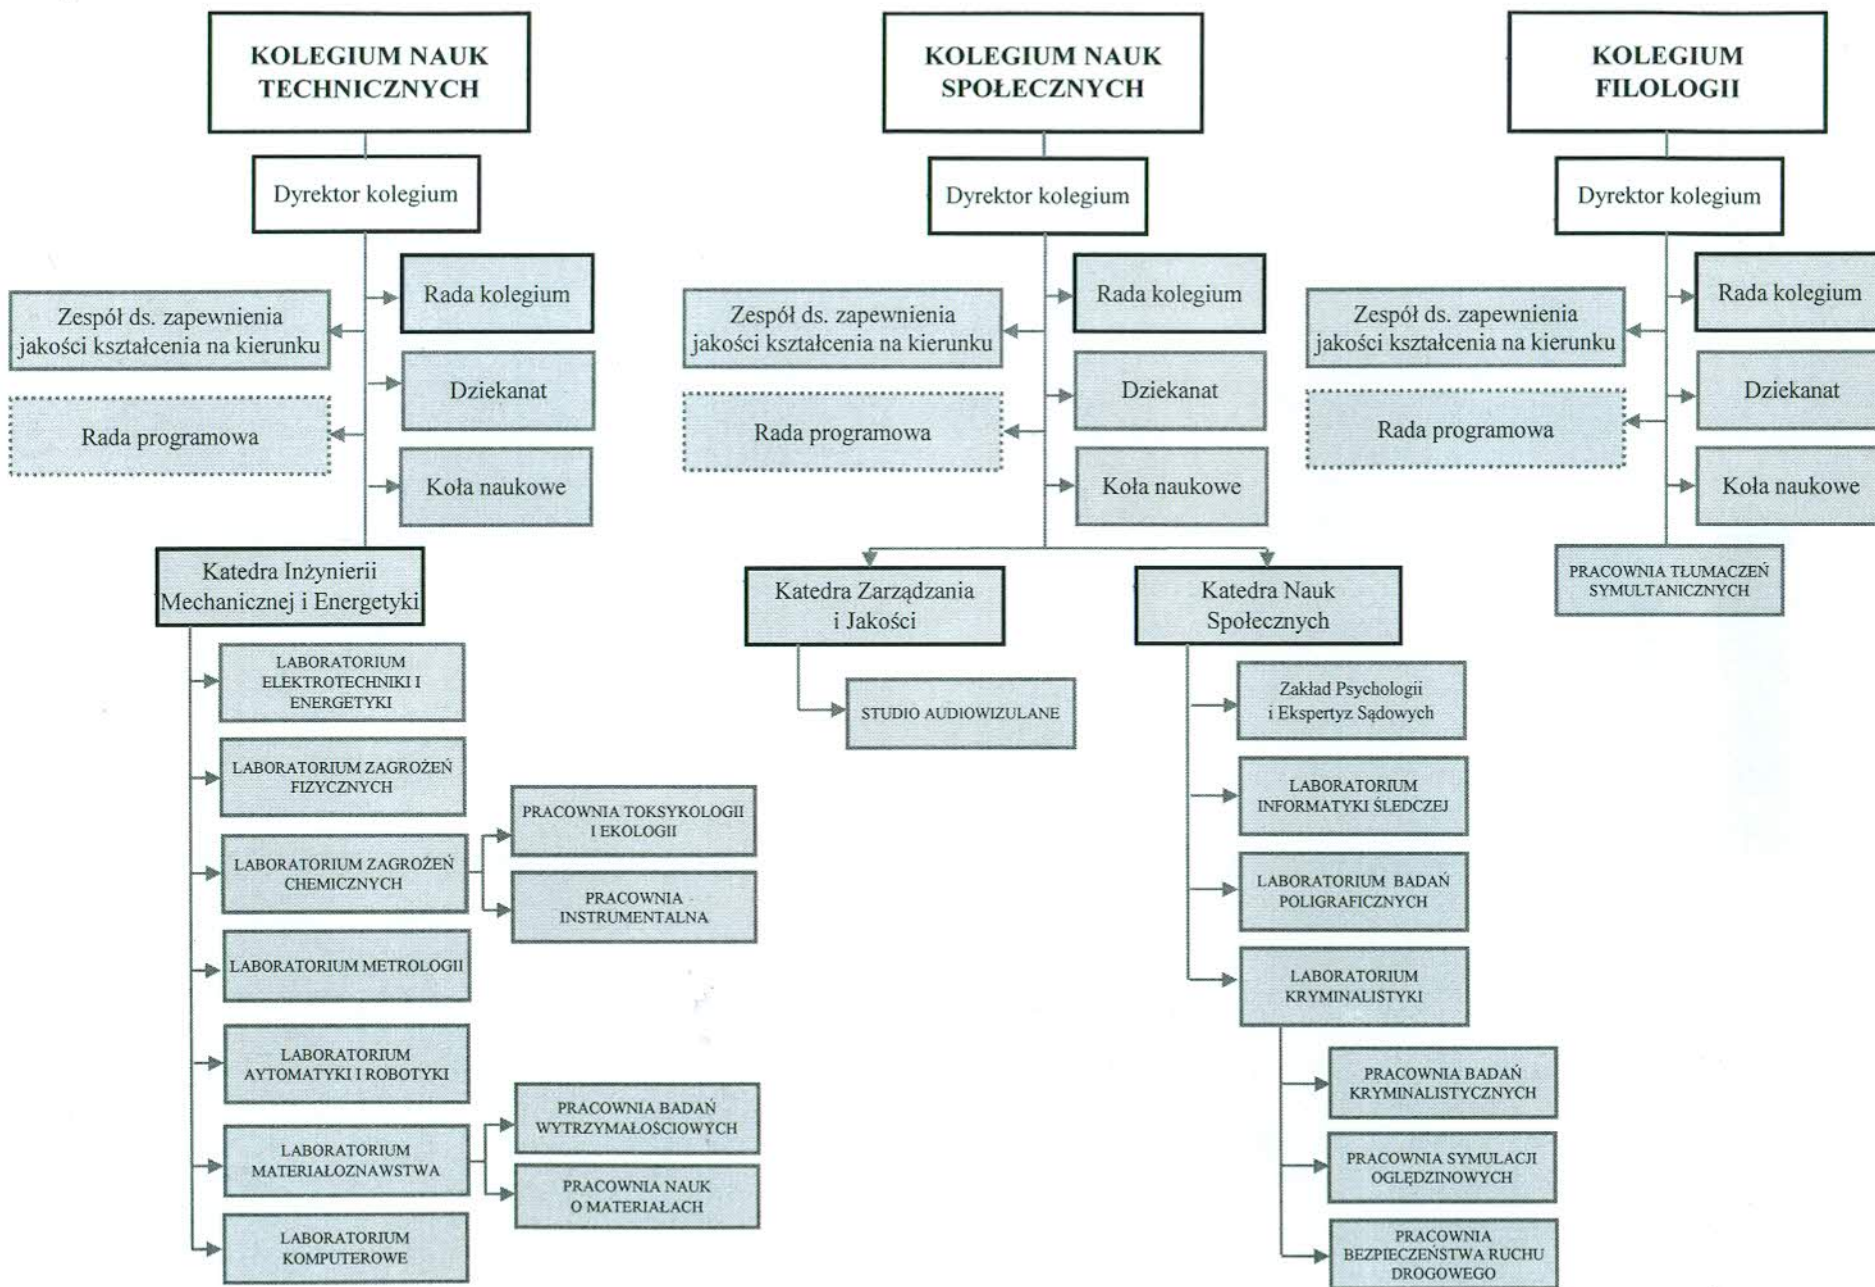 KOLEGIUM NAUK
TECHNICZNYCH
Dyrektor kolegium
Rada kolegium
Zespół ds. zapewnienia
jakości kształcenia na kierunku
Dziekanat
Rada programowa
Koła naukowe
Katedra Inżynierii
Mechanicznej i Energetyki
LABORATORIUM
ELEKTROTECHNIKI I
ENERGETYKI
LABORATORIUM ZAGROŻEŃ
FIZYCZNYCH
LABORATORIUM ZAGROŻEŃ
CHEMICZNYCH
PRACOWNIA TOKSYKOLOGII
I EKOLOGII
PRACOWNIA
INSTRUMENTALNA
LABORATORIUM METROLOGII
LABORATORIUM
AYTOMATYKI I ROBOTYKI
LABORATORIUM
MATERIAŁOZNAWSTWA
PRACOWNIA BADAŃ
WYTRZYMAŁOŚCIOWYCH
PRACOWNIA NAUK
O MATERIAŁACH
LABORATORIUM
KOMPUTEROWE
KOLEGIUM NAUK
SPOŁECZNYCH
Dyrektor kolegium
Rada kolegium
Zespół ds. zapewnienia
jakości kształcenia na kierunku
Dziekanat
Rada programowa
Koła naukowe
Katedra Zarządzania
i Jakości
STUDIO AUDIOWIZULANE
Katedra Nauk
Społecznych
Zakład Psychologii
i Ekspertyz Sądowych
LABORATORIUM
INFORMATYKI ŚLEDCZEJ
LABORATORIUM BADAŃ
POLIGRAFICZNYCH
LABORATORIUM
KRYMINALISTYKI
PRACOWNIA BADAŃ
KRYMINALISTYCZNYCH
PRACOWNIA SYMULACJI
OGLĘDZINOWYCH
PRACOWNIA
BEZPIECZEŃSTWA RUCHU
DROGOWEGO
KOLEGIUM
FILOLOGII
Dyrektor kolegium
Rada kolegium
Zespół ds. zapewnienia
jakości kształcenia na kierunku
Dziekanat
Rada programowa
Koła naukowe
PRACOWNIA TŁUMACZEŃ
SYMULTANICZNYCH